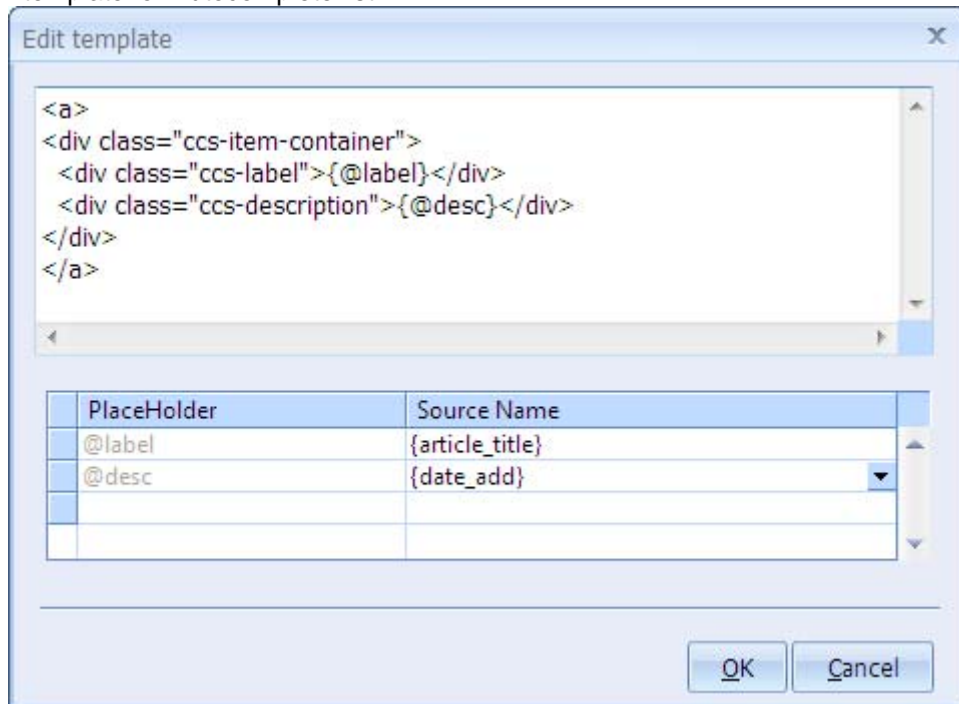 Edit template
<a>
<div class="ccs-item-container">
<div class="ccs-label">{@label}</div>
<div class="ccs-description">{@desc}</div>
</div>
</a>
PlaceHolder Source Name
@label {article_title}
@desc {date_add}
OK Cancel